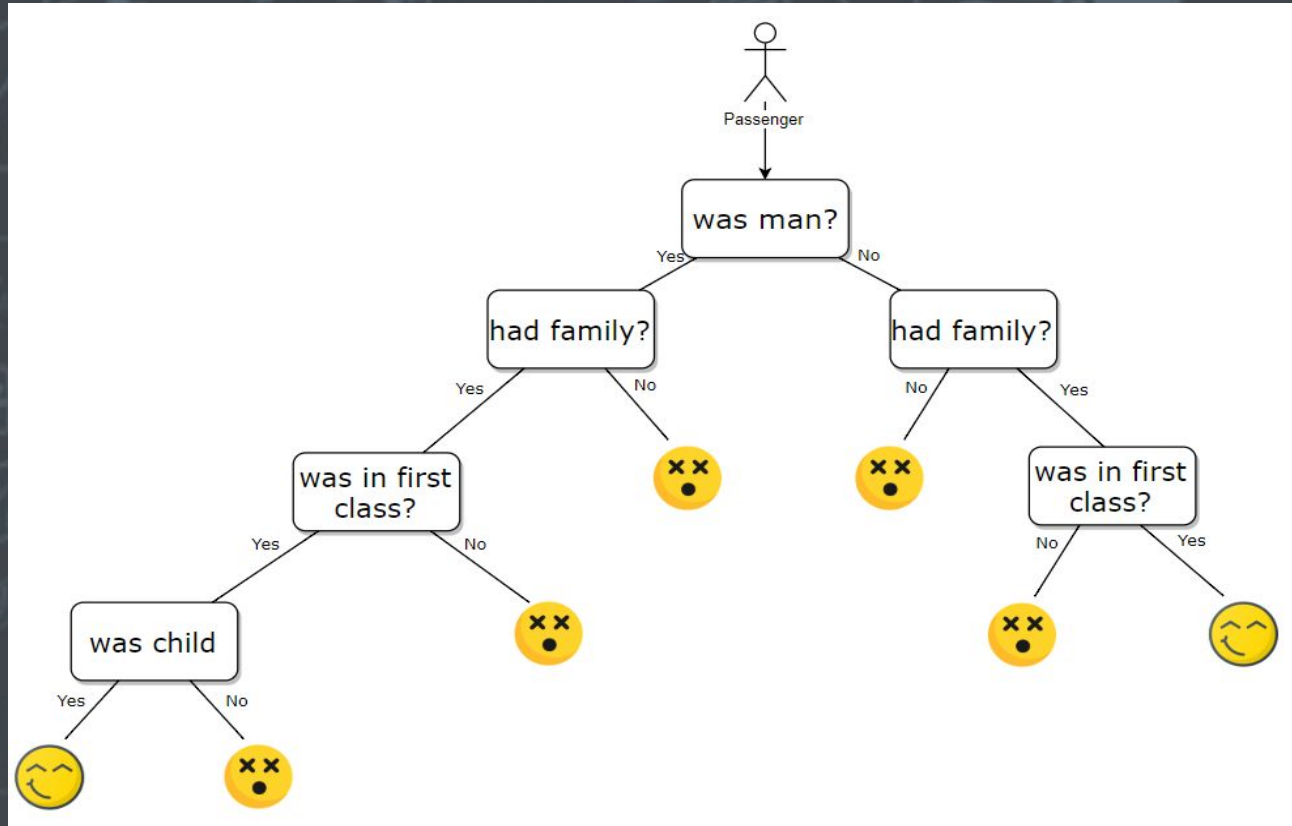 Passenger
was man?
Yes
No
had family?
had family?
Yes
No
No
Yes
was in first
class?
was in first
class?
Yes
No
No
Yes
was child
Yes
No